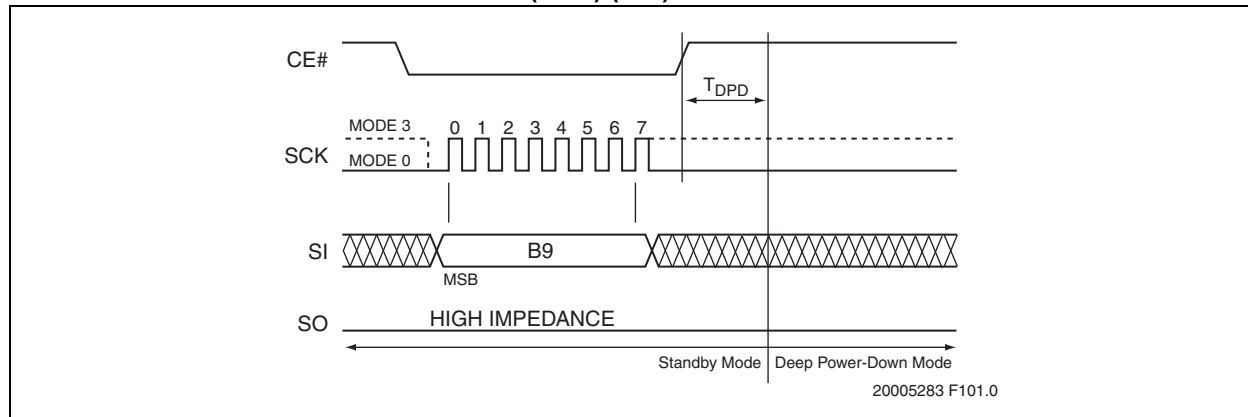 CE#
TDPD
MODE 3
0 1 2 3 4 5 6 7
SCK
MODE 0
SI
B9
MSB
SO
HIGH IMPEDANCE
Standby Mode
Deep Power-Down Mode
20005283 F101.0